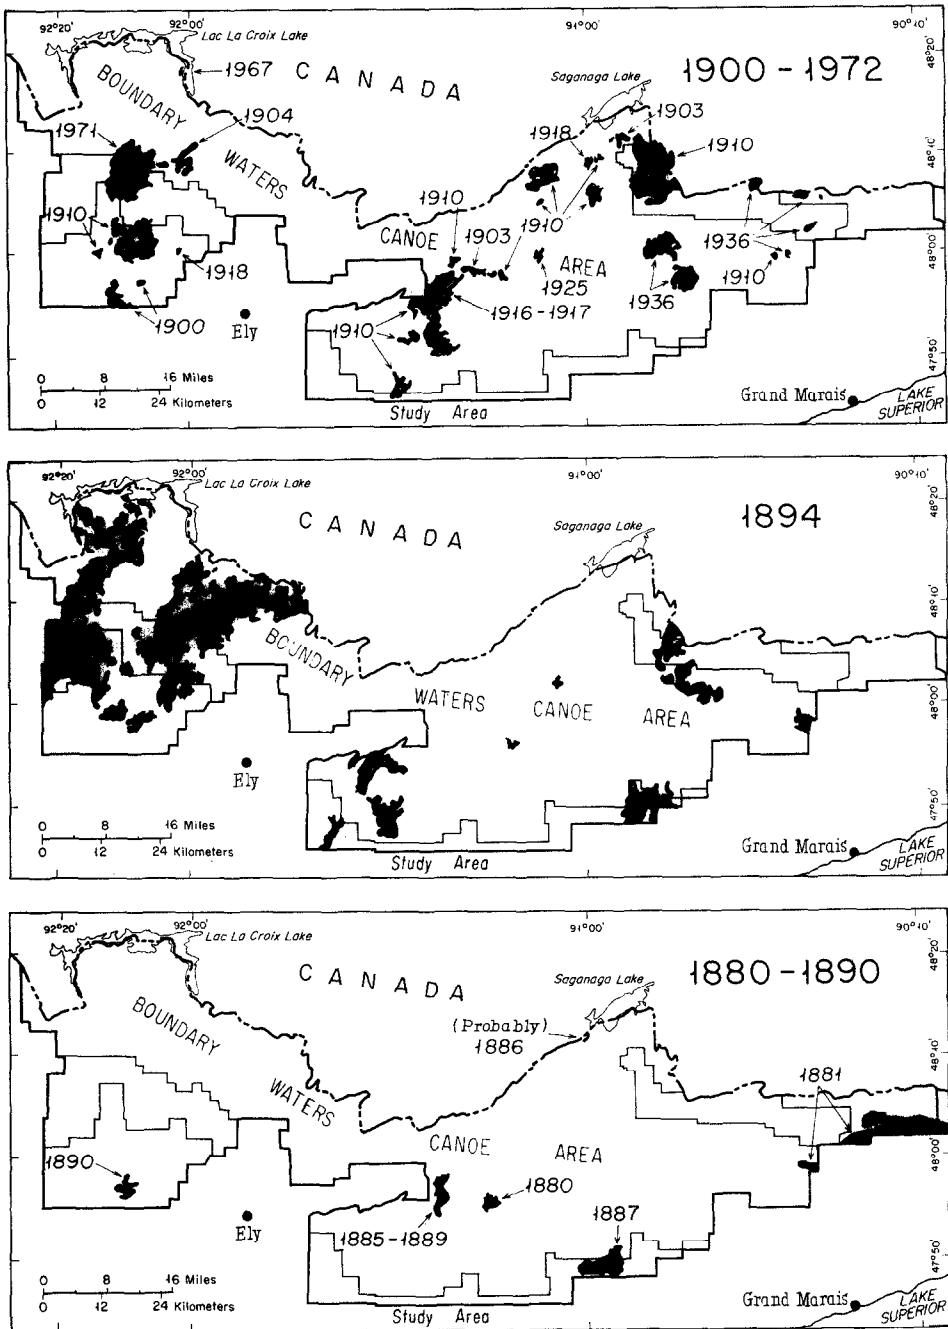 92°20'
92°00'
91°00'
90°10'
Lac La Croix Lake
CANADA
Saganaga Lake
1900 - 1972
48°20'
1967
BOUNDARY
1904
1903
1971
1918
1910
48°10'
WATERS
1910
1910
CANOE
1903
1910
1936
1910
AREA
1925
1936
1910
48°00'
1918
1916-1917
1900
Ely
1910
47°50'
0 8 16 Miles
0 12 24 Kilometers
Study Area
Grand Marais
LAKE
SUPERIOR
92°20'
92°00'
91°00'
90°10'
Lac La Croix Lake
CANADA
Saganaga Lake
1894
48°20'
48°10'
BOUNDARY
WATERS CANOE AREA
48°00'
Ely
47°50'
0 8 16 Miles
0 12 24 Kilometers
Study Area
Grand Marais
LAKE
SUPERIOR
92°20'
92°00'
91°00'
90°10'
Lac La Croix Lake
CANADA
Saganaga Lake
1880-1890
48°20'
BOUNDARY
(Probably)
1886
48°10'
WATERS
1881
CANOE AREA
48°00'
1890
1880
1885-1889
1887
Ely
47°50'
0 8 16 Miles
0 12 24 Kilometers
Study Area
Grand Marais
LAKE
SUPERIOR